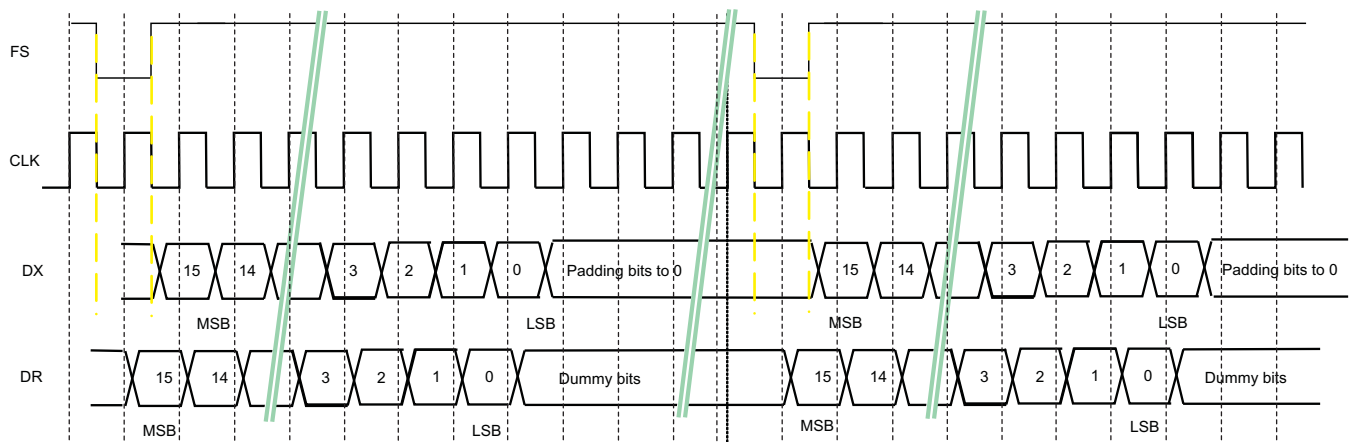 FS
CLK
DX
15 14 3 2 1 0 Padding bits to 0 15 14 3 2 1 0 Padding bits to 0
MSB LSB MSB LSB
DR
15 14 3 2 1 0 Dummy bits 15 14 3 2 1 0 Dummy bits
MSB LSB MSB LSB